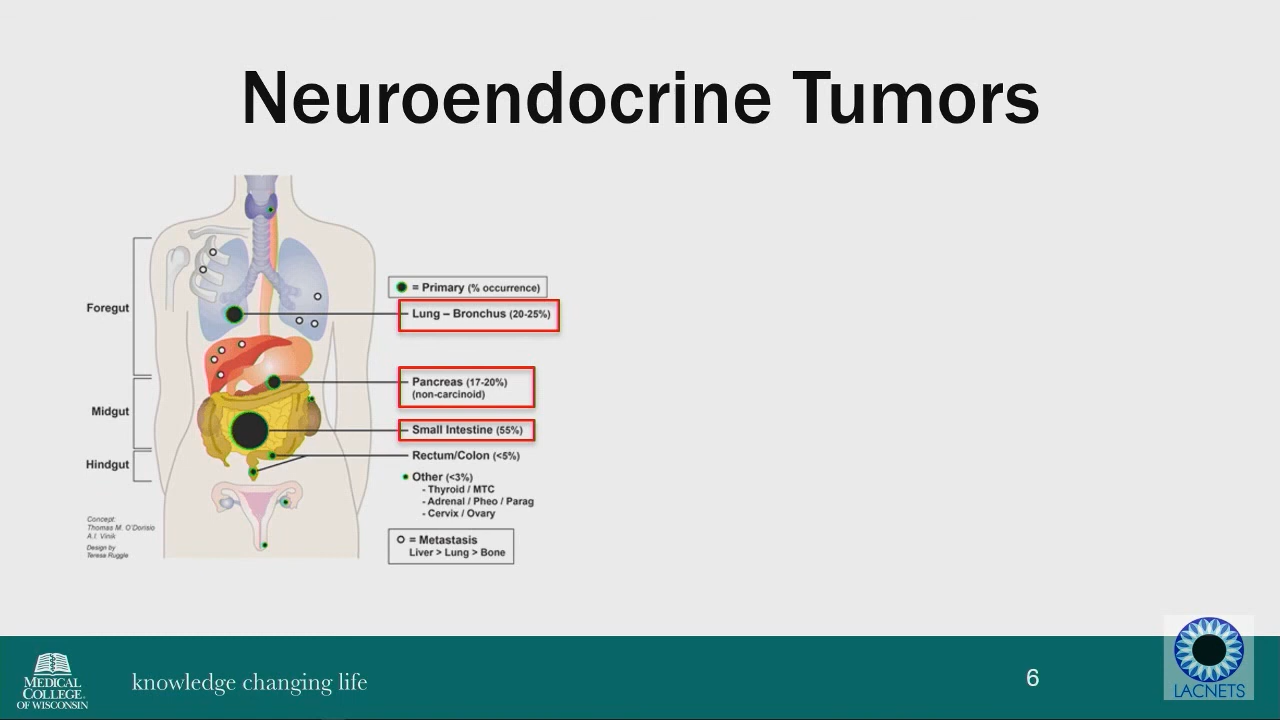 Neuroendocrine Tumors
Foregut
Midgut
Hindgut
= Primary (% occurrence)
Lung – Bronchus (20-25%)
Pancreas (17-20%)
(non-carcinoid)
Small Intestine (55%)
Rectum/Colon (<5%)
Other (<3%)
- Thyroid / MTC
- Adrenal / Pheo / Parag
- Cervix / Ovary
= Metastasis
Liver > Lung > Bone
Concept:
Thomas M. O'Dorisio
A.I. Vinik
Design by
Teresa Ruggle
MEDICAL
COLLEGE
OF WISCONSIN
knowledge changing life
6
LACNETS